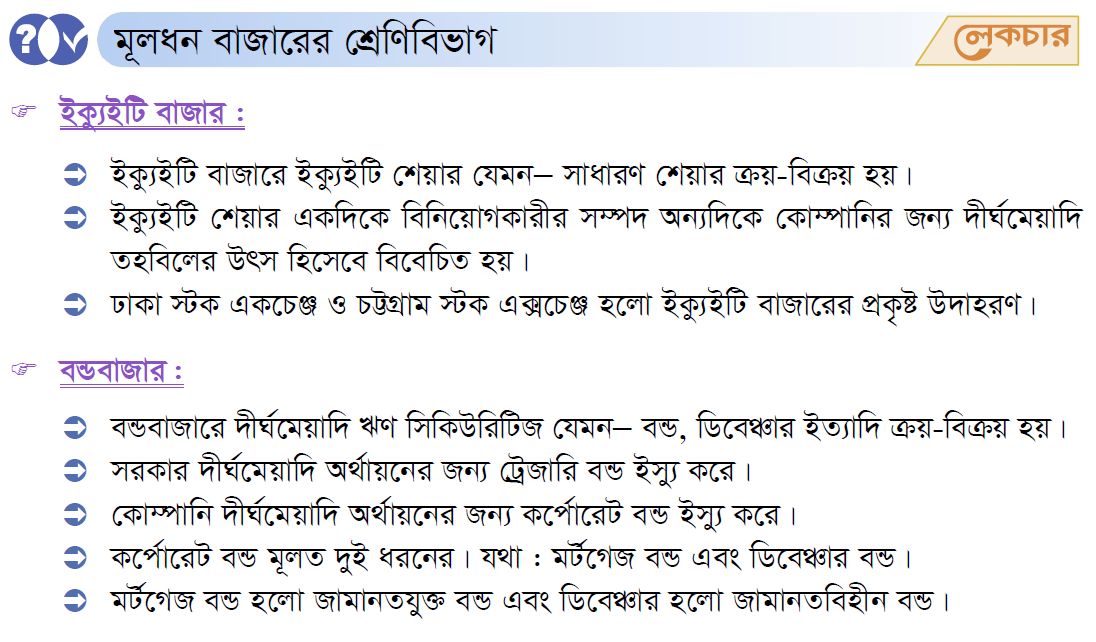 মূলধন বাজারের শ্রেণিবিভাগ
লেকচার
ইক্যুইটি বাজার :
ইক্যুইটি বাজারে ইক্যুইটি শেয়ার যেমন– সাধারণ শেয়ার ক্রয়-বিক্রয় হয়।
ইক্যুইটি শেয়ার একদিকে বিনিয়োগকারীর সম্পদ অন্যদিকে কোম্পানির জন্য দীর্ঘমেয়াদি
তহবিলের উৎস হিসেবে বিবেচিত হয়।
ঢাকা স্টক একচেঞ্জ ও চট্টগ্রাম স্টক এক্সচেঞ্জ হলো ইক্যুইটি বাজারের প্রকৃষ্ট উদাহরণ।
বন্ডবাজার :
বন্ডবাজারে দীর্ঘমেয়াদি ঋণ সিকিউরিটিজ যেমন– বন্ড, ডিবেঞ্চার ইত্যাদি ক্রয়-বিক্রয় হয়।
সরকার দীর্ঘমেয়াদি অর্থায়নের জন্য ট্রেজারি বন্ড ইস্যু করে।
কোম্পানি দীর্ঘমেয়াদি অর্থায়নের জন্য কর্পোরেট বন্ড ইস্যু করে।
কর্পোরেট বন্ড মূলত দুই ধরনের। যথা : মর্টগেজ বন্ড এবং ডিবেঞ্চার বন্ড।
মর্টগেজ বন্ড হলো জামানতযুক্ত বন্ড এবং ডিবেঞ্চার হলো জামানতবিহীন বন্ড।